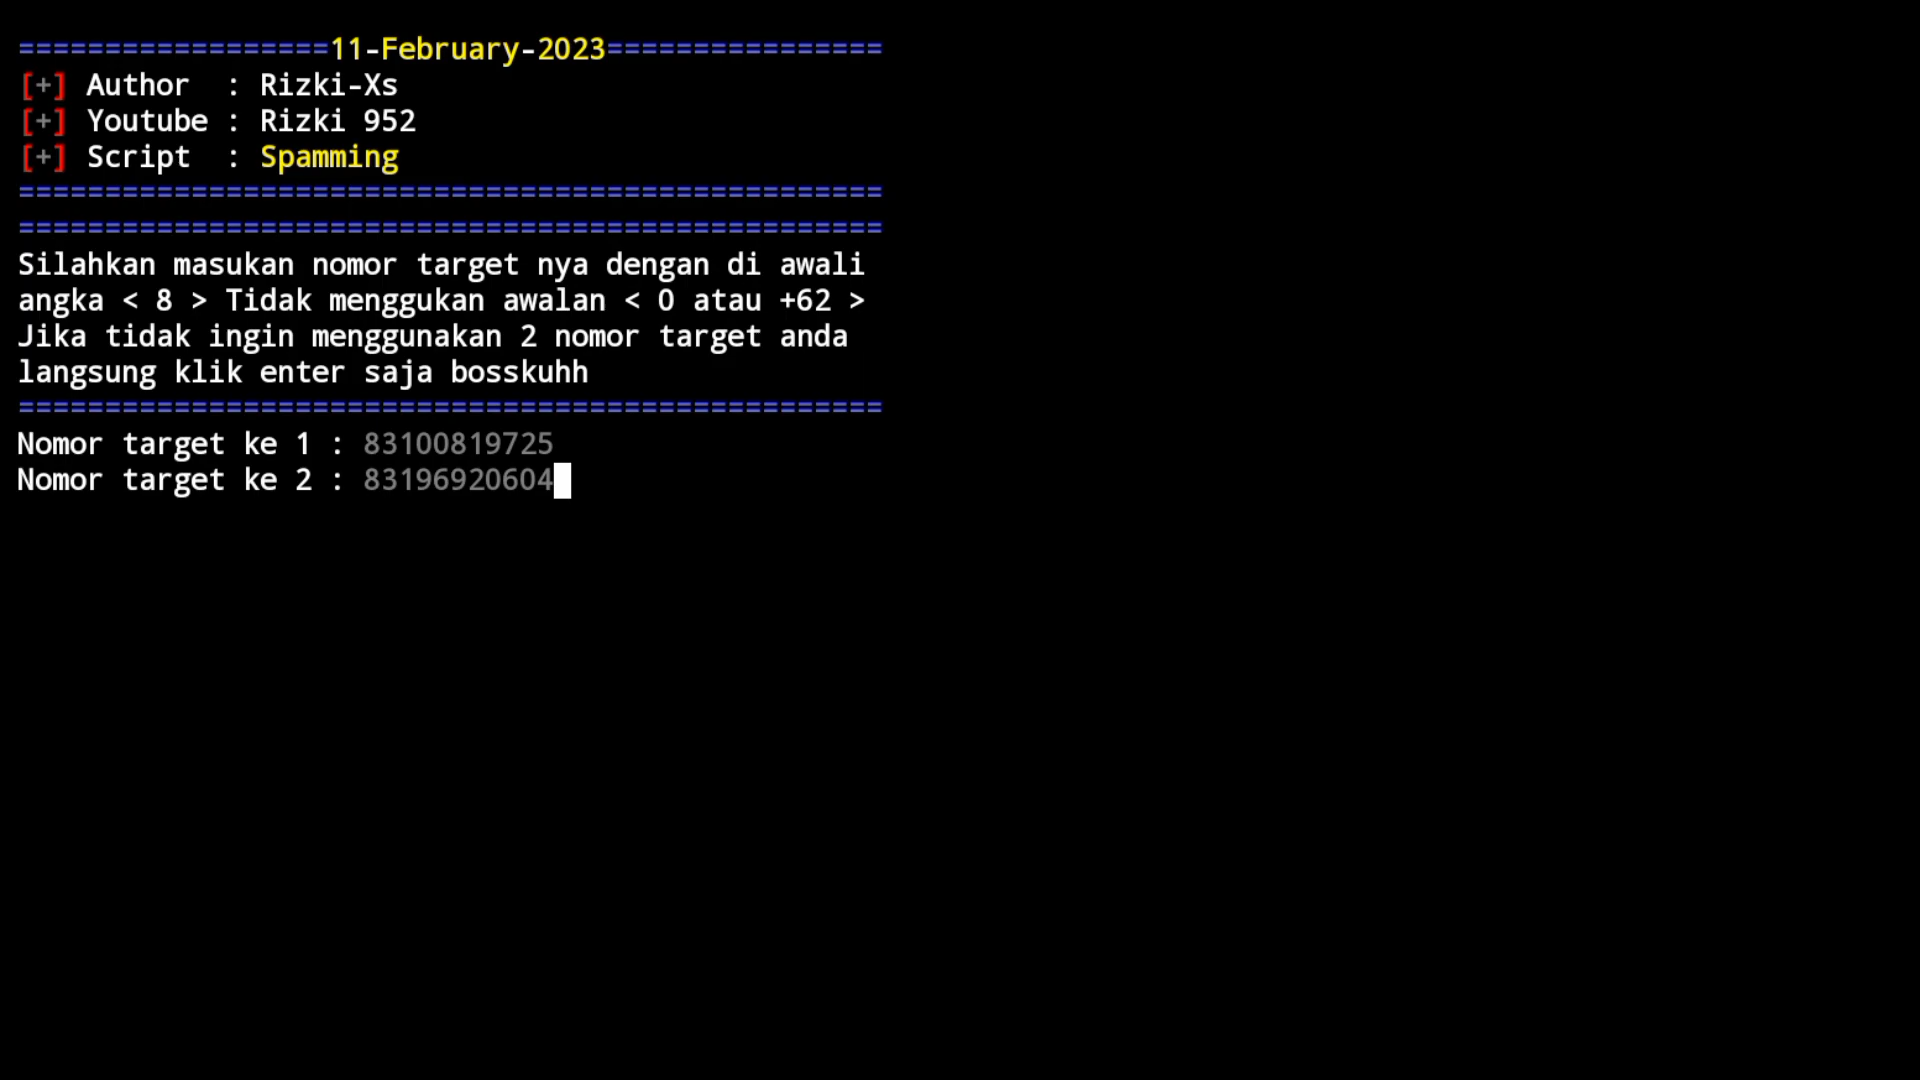 ==================11-February-2023================
[+] Author  : Rizki-Xs
[+] Youtube : Rizki 952
[+] Script  : Spamming
==================================================
==================================================
Silahkan masukan nomor target nya dengan di awali
angka < 8 > Tidak menggukan awalan < 0 atau +62 >
Jika tidak ingin menggunakan 2 nomor target anda
langsung klik enter saja bosskuhh
==================================================
Nomor target ke 1 : 83100819725
Nomor target ke 2 : 83196920604